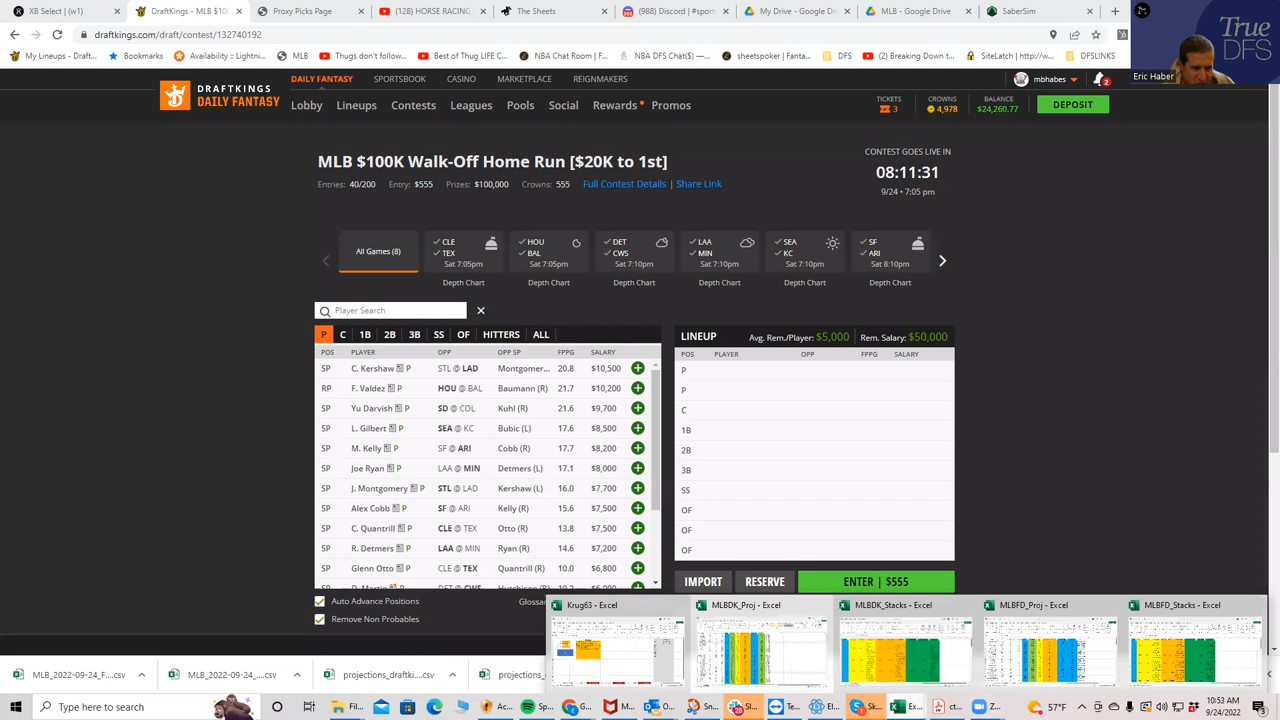 XB Select (w1)
DraftKings - MLB $10(
Proxy Picks Page
(128) HORSE RACING,
The Sheets
(988) Discord | #sport
My Drive - Google Dr
MLB - Google Drive
SaberSim
draftkings.com/draft/contest/132740192
My Lineups - Draft...
Bookmarks
Availability :: Lightni...
MLB
Thugs don't follow t...
Best of Thug LIFE C...
NBA Chat Room | F...
NBA DFS Chat($) -...
sheetspoker | Fanta...
DFS
(2) Breaking Down t...
SiteLatch | Yout...
DFSLINKS
True DFS
Eric Haber
DRAFTKINGS
DAILY FANTASY
DAILY FANTASY SPORTSBOOK CASINO MARKETPLACE REIGNMAKERS
mbhabes
2
Lobby Lineups Contests Leagues Pools Social Rewards Promos
TICKETS 3
CROWNS 4,978
BALANCE $24,260.77
DEPOSIT
MLB $100K Walk-Off Home Run [$20K to 1st]
CONTEST GOES LIVE IN
08:11:31
9/24 • 7:05 pm
Entries: 40/200 Entry: $555 Prizes: $100,000 Crowns: 555 Full Contest Details | Share Link
All Games (8)
CLE TEX Sat 7:05pm Depth Chart
HOU BAL Sat 7:05pm Depth Chart
DET CWS Sat 7:10pm Depth Chart
LAA MIN Sat 7:10pm Depth Chart
SEA KC Sat 7:10pm Depth Chart
SF ARI Sat 8:10pm Depth Chart
Player Search
P C 1B 2B 3B SS OF HITTERS ALL
POS PLAYER OPP OPP SP FPPG SALARY
SP C. Kershaw P STL @ LAD Montgomer... 20.8 $10,500
RP F. Valdez P HOU @ BAL Baumann (R) 21.7 $10,200
SP Yu Darvish P SD @ COL Kuhl (R) 21.6 $9,700
SP L. Gilbert P SEA @ KC Bubic (L) 17.6 $8,500
SP M. Kelly P SF @ ARI Cobb (R) 17.7 $8,200
SP Joe Ryan P LAA @ MIN Detmers (L) 17.1 $8,000
SP J. Montgomery P STL @ LAD Kershaw (L) 16.0 $7,700
SP Alex Cobb P SF @ ARI Kelly (R) 15.6 $7,500
SP C. Quantrill P CLE @ TEX Otto (R) 13.8 $7,500
SP R. Detmers P LAA @ MIN Ryan (R) 14.6 $7,200
SP Glenn Otto P CLE @ TEX Quantrill (R) 10.0 $6,800
LINEUP Avg. Rem./Player: $5,000 Rem. Salary: $50,000
POS PLAYER OPP FPPG SALARY
P
P
C
1B
2B
3B
SS
OF
OF
OF
IMPORT RESERVE ENTER | $555
Auto Advance Positions
Glossar
Remove Non Probables
Krug63 - Excel
MLBDK_Proj - Excel
MLBDK_Stacks - Excel
MLBFD_Proj - Excel
MLBFD_Stacks - Excel
MLB_2022-09-24_F....csv
MLB_2022-09-24_....csv
projections_draftki....csv
projections_
Type here to search
Fil...
Ac...
Sp...
G...
M...
O...
Sn...
Sl...
Te...
El...
Sk...
Ex...
ct...
Z...
57°F
10:53 AM
9/24/2022